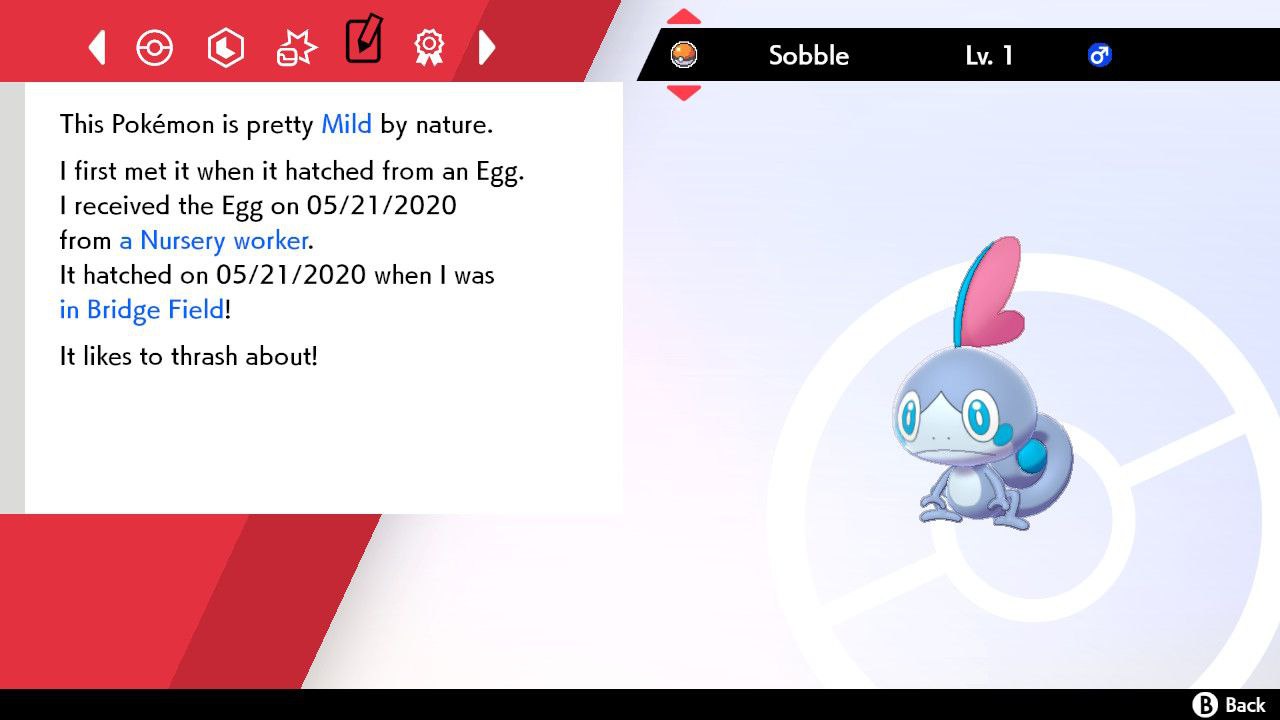 Sobble Lv. 1 ♂
This Pokémon is pretty Mild by nature.
I first met it when it hatched from an Egg.
I received the Egg on 05/21/2020
from a Nursery worker.
It hatched on 05/21/2020 when I was
in Bridge Field!
It likes to thrash about!
B Back